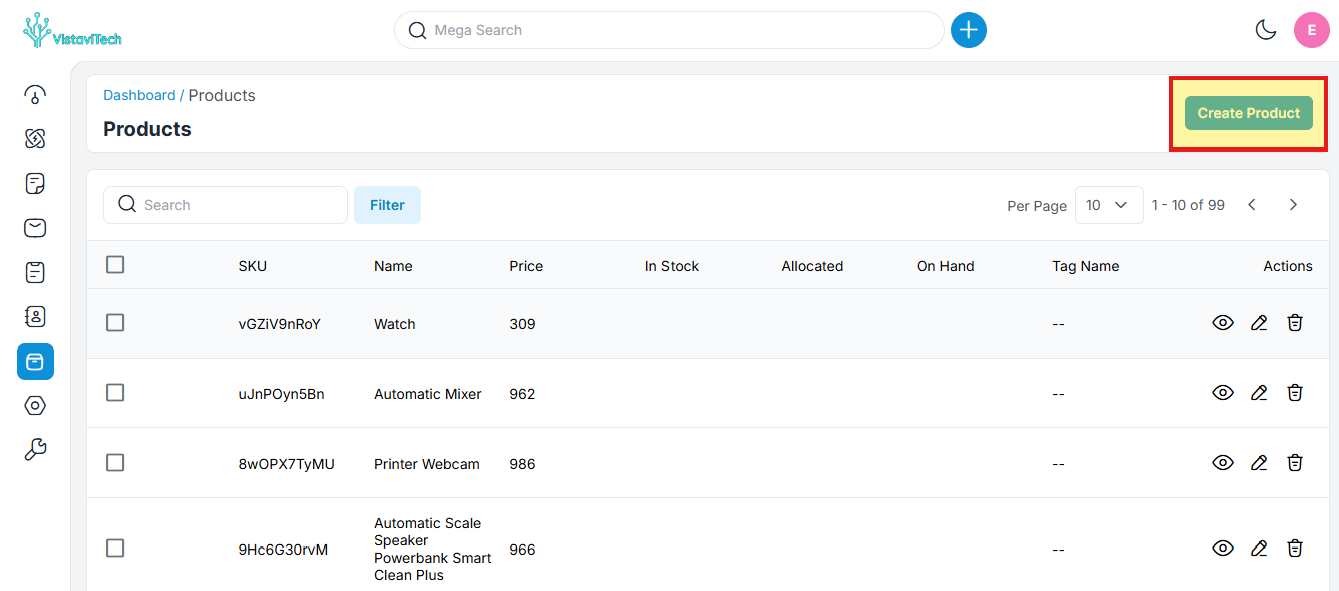 VistaviTech
Mega Search
E
Dashboard / Products
Products
Create Product
Search
Filter
Per Page 10 1 - 10 of 99
SKU Name Price In Stock Allocated On Hand Tag Name Actions
vGZiV9nRoY Watch 309 --
uJnPOyn5Bn Automatic Mixer 962 --
8wOPX7TyMU Printer Webcam 986 --
Automatic Scale
Speaker
9Hc6G30rvM 966 --
Powerbank Smart
Clean Plus